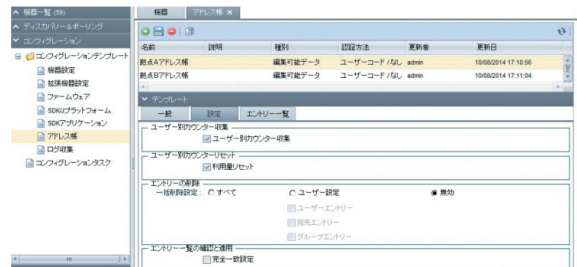 機器一覧 (59)
ディスカバリー&ポーリング
コンフィグレーション
コンフィグレーションテンプレート
機器設定
拡張機器設定
ファームウェア
SDK/Jプラットフォーム
SDKアプリケーション
アドレス帳
ログ収集
コンフィグレーションタスク
機器 アドレス帳 ×
名前 説明 種別 認証方法 更新者 更新日
拠点Aアドレス帳 編集可能データ ユーザーコード /なし admin 10/08/2014 17:10:56
拠点Bアドレス帳 編集可能データ ユーザーコード /なし admin 10/08/2014 17:11:04
テンプレート
一般 設定 エントリー一覧
ユーザー別カウンター収集
ユーザー別カウンター収集
ユーザー別カウンターリセット
利用量リセット
エントリーの削除
一括削除設定: すべて ユーザー設定 無効
ユーザーエントリー
宛先エントリー
グループエントリー
エントリー一覧の確認と適用
完全一致設定